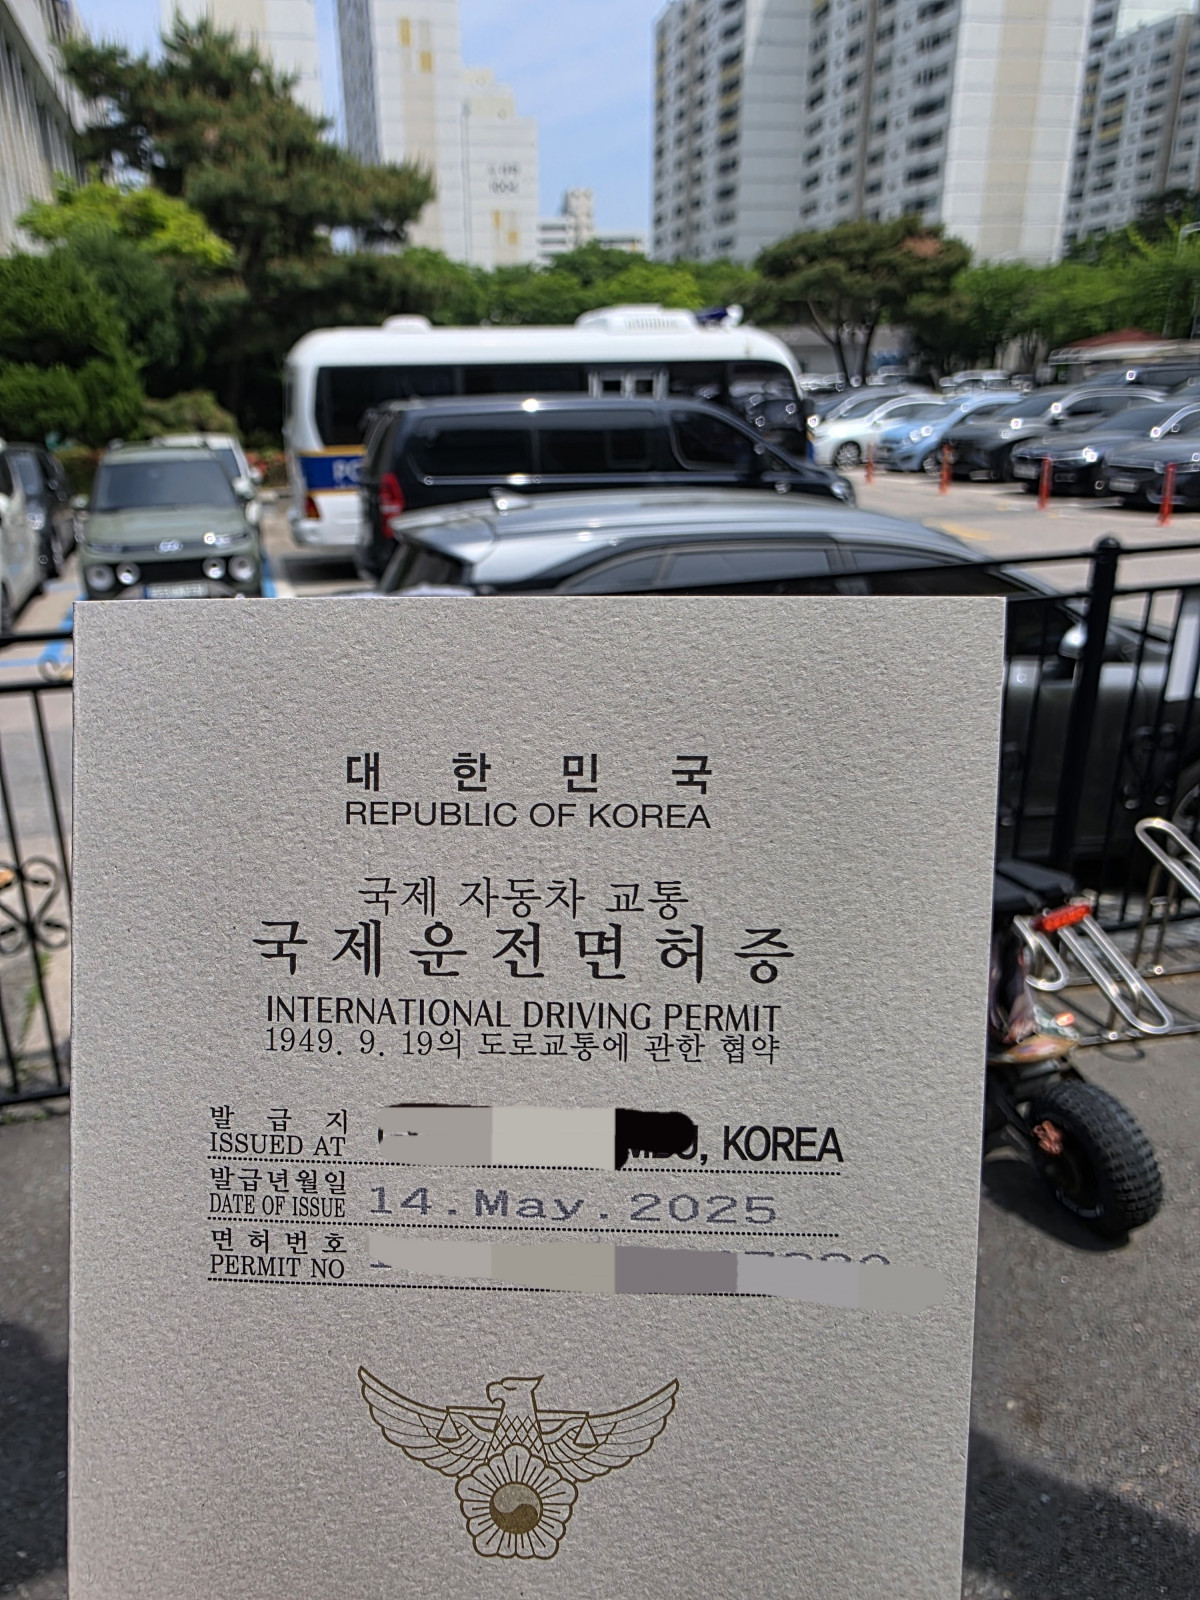 대 한 민 국
REPUBLIC OF KOREA
국제 자동차 교통
국제운전면허증
INTERNATIONAL DRIVING PERMIT
1949. 9. 19의 도로교통에 관한 협약
발 급 지
ISSUED AT , KOREA
발급년월일
DATE OF ISSUE 14.May.2025
면허번호
PERMIT NO